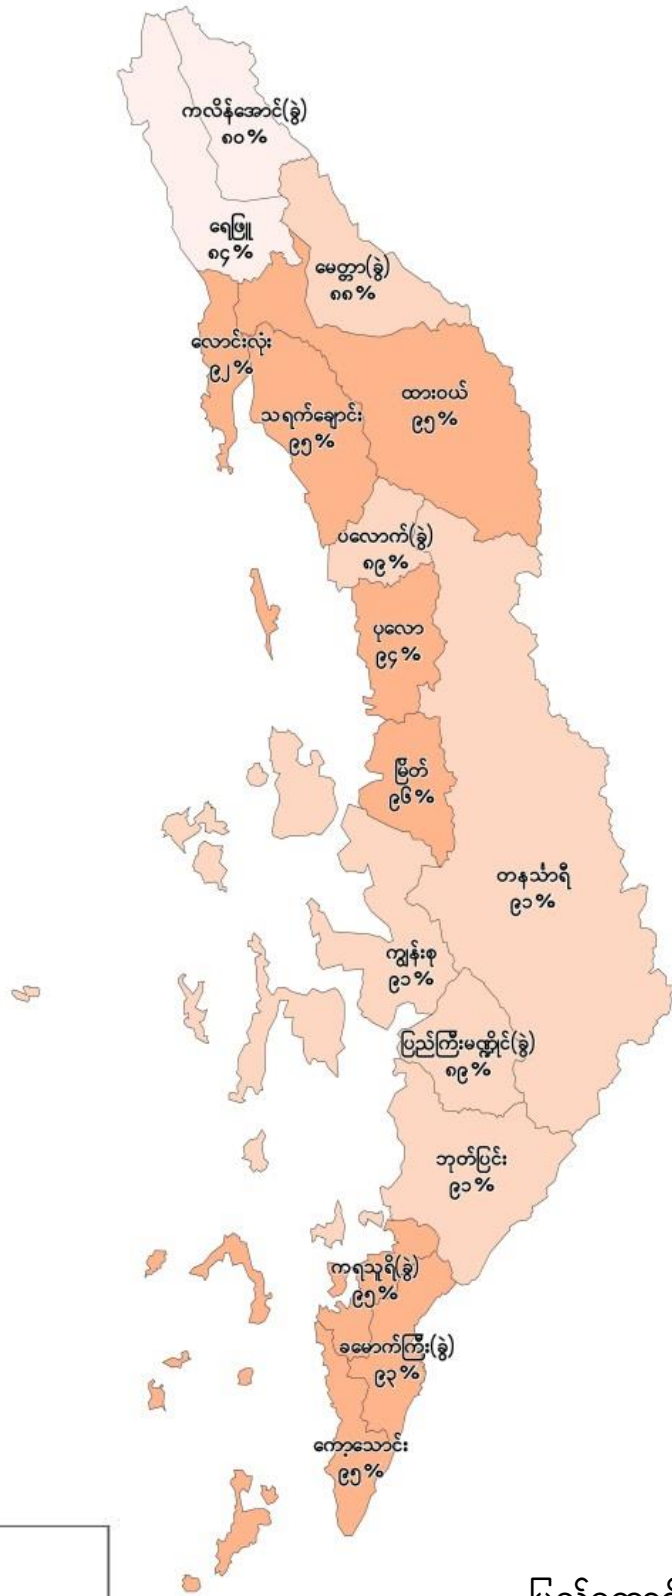 ကလိန်အောင်(ခွဲ)
၈၀%
ရေဖြူ
၈၄%
မေတ္တာ(ခွဲ)
၈၈%
လောင်းလုံး
၉၂%
ထားဝယ်
၉၅%
သရက်ချောင်း
၉၅%
ပလောက်(ခွဲ)
၈၉%
ပုလော
၉၄%
မြိတ်
၉၆%
တနင်္သာရီ
၉၁%
ကျွန်းစု
၉၁%
ပြည်ကြီးမဏ္ဍိုင်(ခွဲ)
၈၉%
ဘုတ်ပြင်း
၉၁%
ကရသူရိ(ခွဲ)
၉၅%
ခမောက်ကြီး(ခွဲ)
၉၃%
ကော့သောင်း
၉၅%